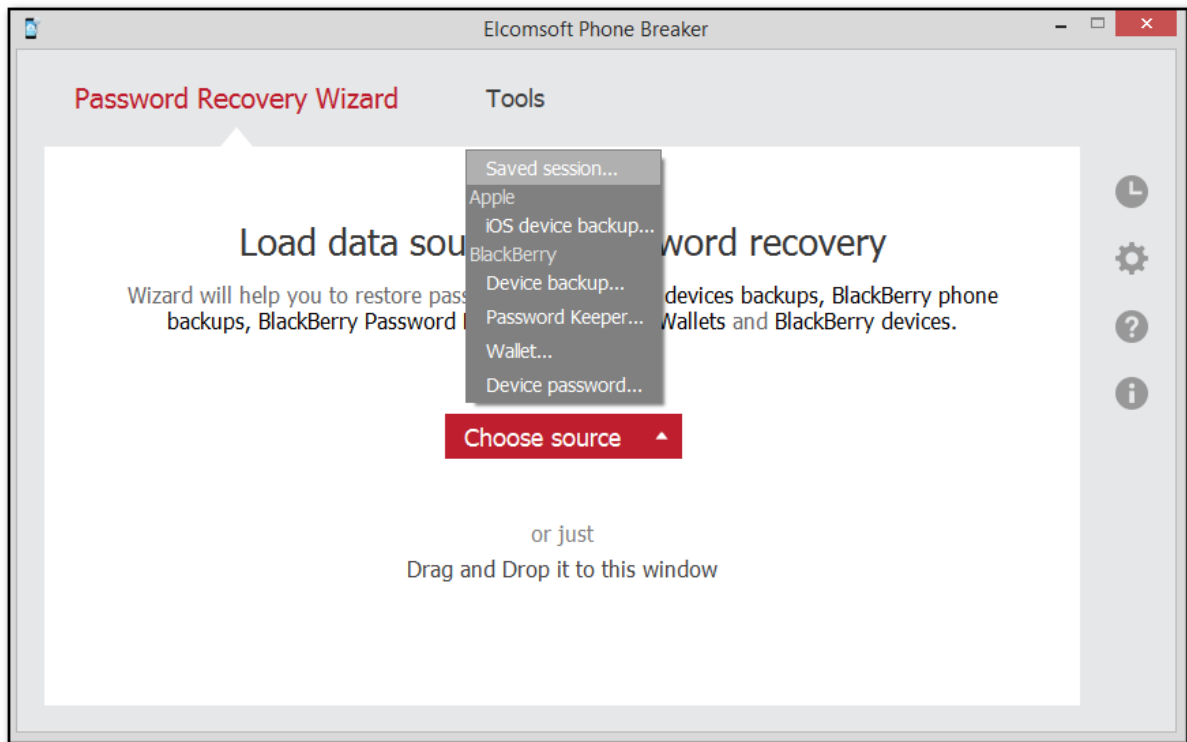 Elcomsoft Phone Breaker
Password Recovery Wizard Tools
Saved session...
Apple
iOS device backup...
BlackBerry
Device backup...
Password Keeper...
Wallet...
Device password...
Load data sou word recovery
Wizard will help you to restore pas devices backups, BlackBerry phone
backups, BlackBerry Password Wallets and BlackBerry devices.
Choose source
or just
Drag and Drop it to this window